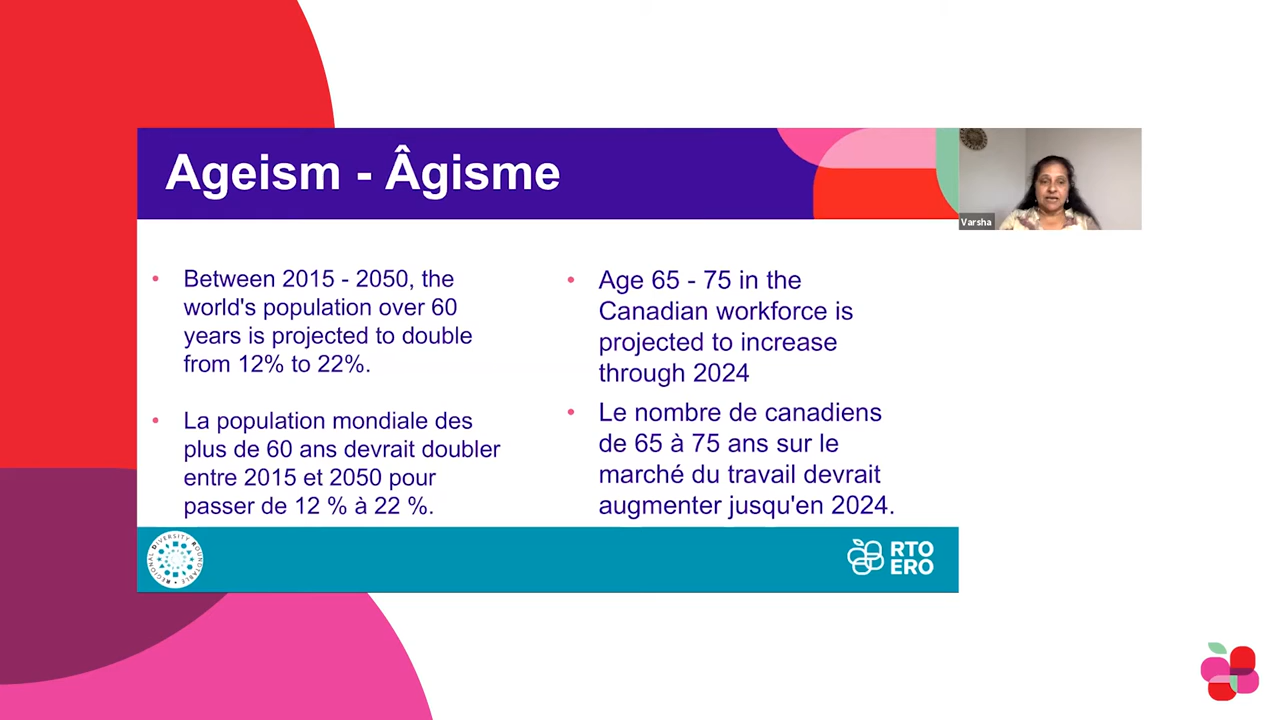 Ageism - Âgisme
Varsha
• Between 2015 - 2050, the
world's population over 60
years is projected to double
from 12% to 22%.
• La population mondiale des
plus de 60 ans devrait doubler
entre 2015 et 2050 pour
passer de 12 % à 22 %.
• Age 65 - 75 in the
Canadian workforce is
projected to increase
through 2024
• Le nombre de canadiens
de 65 à 75 ans sur le
marché du travail devrait
augmenter jusqu'en 2024.
REGIONAL DIVERSITY ROUNDTABLE
RTO
ERO